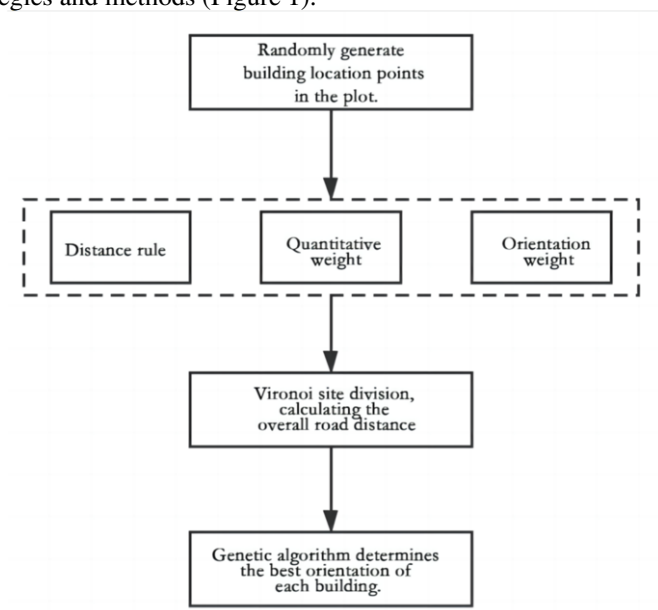 egies and methods (Figure 1).
Randomly generate
building location points
in the plot.
Distance rule
Quantitative
weight
Orientation
weight
Vironoi site division,
calculating the
overall road distance
Genetic algorithm determines
the best orientation of
each building.